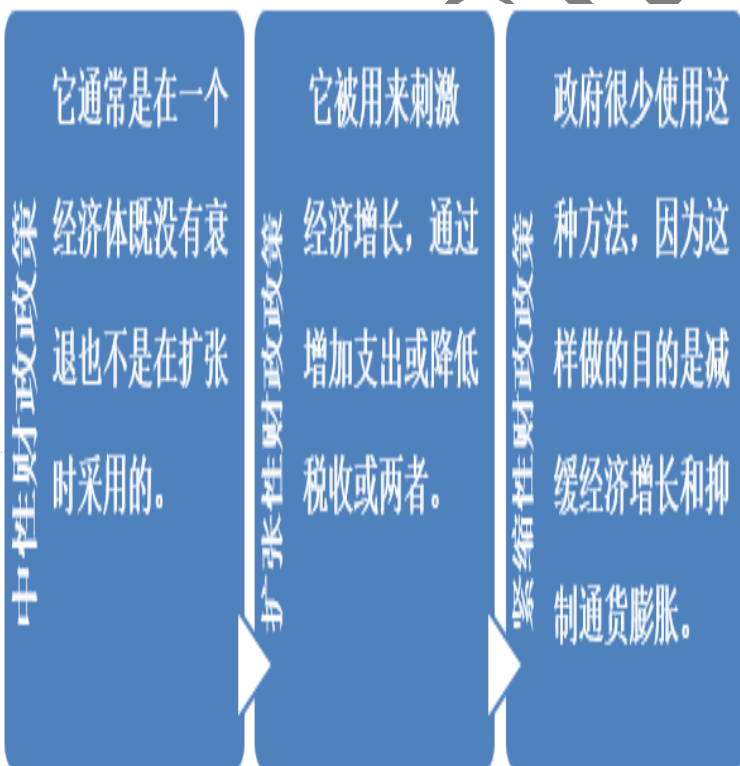 中性财政政策
它通常是在一个
经济体既没有衰
退也不是在扩张
时采用的。
扩张性财政政策
它被用来刺激
经济增长，通过
增加支出或降低
税收或两者。
紧缩性财政政策
政府很少使用这
种方法，因为这
样做的目的是减
缓经济增长和抑
制通货膨胀。